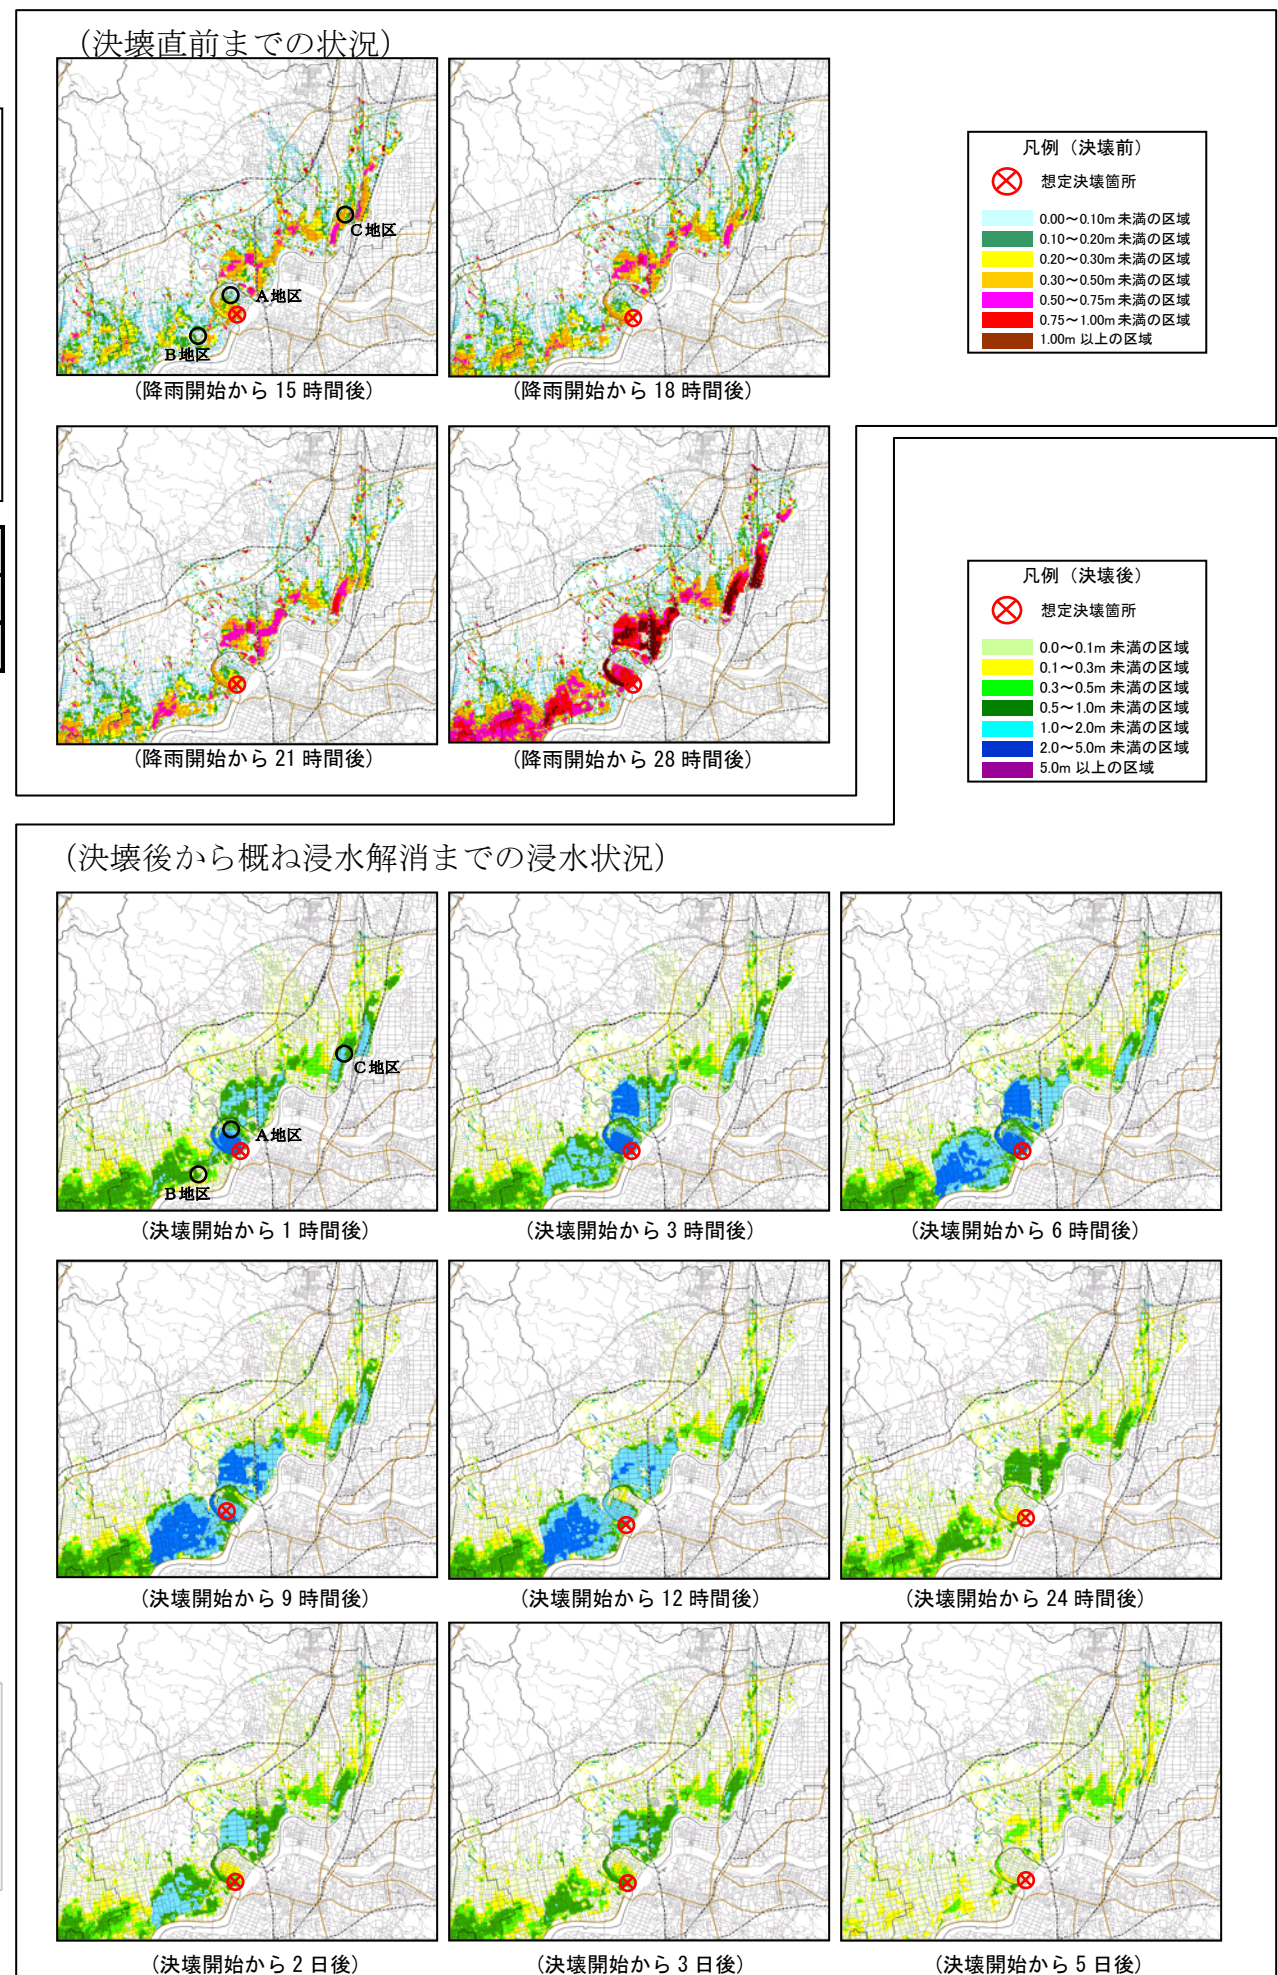 (決壊直前までの状況)
C地区
A地区
B地区
(降雨開始から 15 時間後)
(降雨開始から 18 時間後)
凡例（決壊前）
想定決壊箇所
0.00～0.10m 未満の区域
0.10～0.20m 未満の区域
0.20～0.30m 未満の区域
0.30～0.50m 未満の区域
0.50～0.75m 未満の区域
0.75～1.00m 未満の区域
1.00m 以上の区域
(降雨開始から 21 時間後)
(降雨開始から 28 時間後)
凡例（決壊後）
想定決壊箇所
0.0～0.1m 未満の区域
0.1～0.3m 未満の区域
0.3～0.5m 未満の区域
0.5～1.0m 未満の区域
1.0～2.0m 未満の区域
2.0～5.0m 未満の区域
5.0m 以上の区域
(決壊後から概ね浸水解消までの浸水状況)
C地区
A地区
B地区
(決壊開始から 1 時間後)
(決壊開始から 3 時間後)
(決壊開始から 6 時間後)
(決壊開始から 9 時間後)
(決壊開始から 12 時間後)
(決壊開始から 24 時間後)
(決壊開始から 2 日後)
(決壊開始から 3 日後)
(決壊開始から 5 日後)